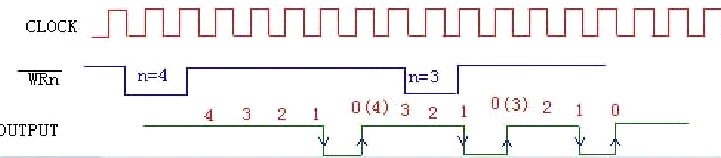 CLOCK
WRn n=4 n=3
4 3 2 1 0(4) 3 2 1 0(3) 2 1 0
OUTPUT